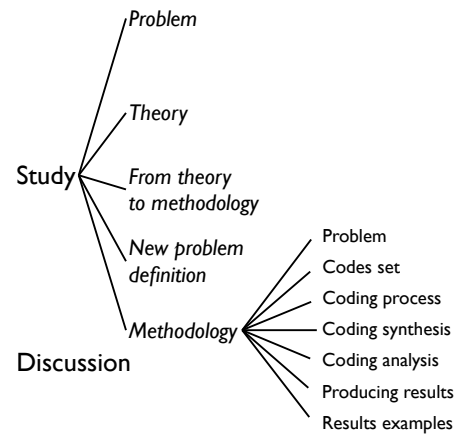 Problem
Theory
Study
From theory
to methodology
New problem
definition
Methodology
Problem
Codes set
Coding process
Coding synthesis
Coding analysis
Producing results
Results examples
Discussion